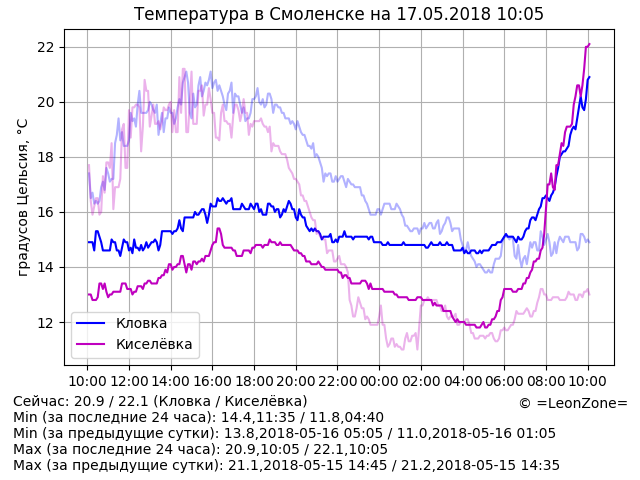 Температура в Смоленске на 17.05.2018 10:05
градусов Цельсия, °C
22
20
18
16
14
12
Кловка
Киселёвка
10:00 12:00 14:00 16:00 18:00 20:00 22:00 00:00 02:00 04:00 06:00 08:00 10:00
Сейчас: 20.9 / 22.1 (Кловка / Киселёвка)
© =LeonZone=
Min (за последние 24 часа): 14.4,11:35 / 11.8,04:40
Min (за предыдущие сутки): 13.8,2018-05-16 05:05 / 11.0,2018-05-16 01:05
Max (за последние 24 часа): 20.9,10:05 / 22.1,10:05
Max (за предыдущие сутки): 21.1,2018-05-15 14:45 / 21.2,2018-05-15 14:35